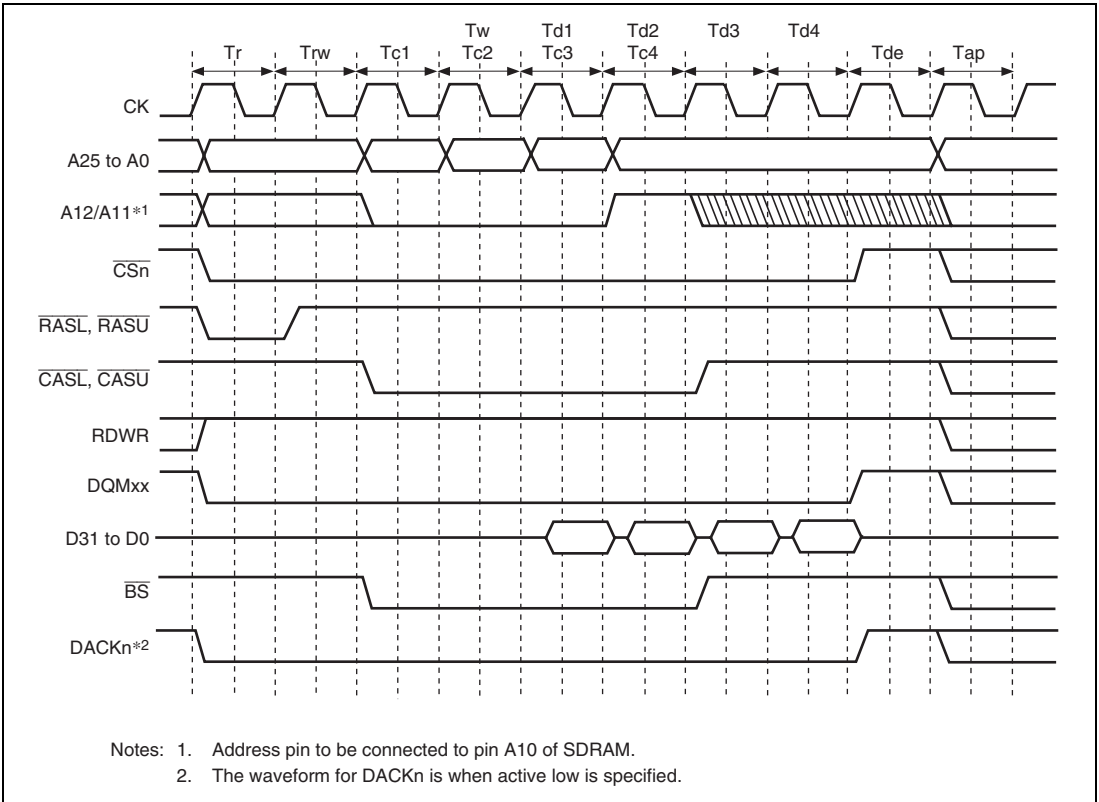 Tw Td1 Td2 Td3 Td4
Tr Trw Tc1 Tc2 Tc3 Tc4 Tde Tap
CK
A25 to A0
A12/A11*1
CSn
RASL, RASU
CASL, CASU
RDWR
DQMxx
D31 to D0
BS
DACKn*2
Notes: 1. Address pin to be connected to pin A10 of SDRAM.
2. The waveform for DACKn is when active low is specified.